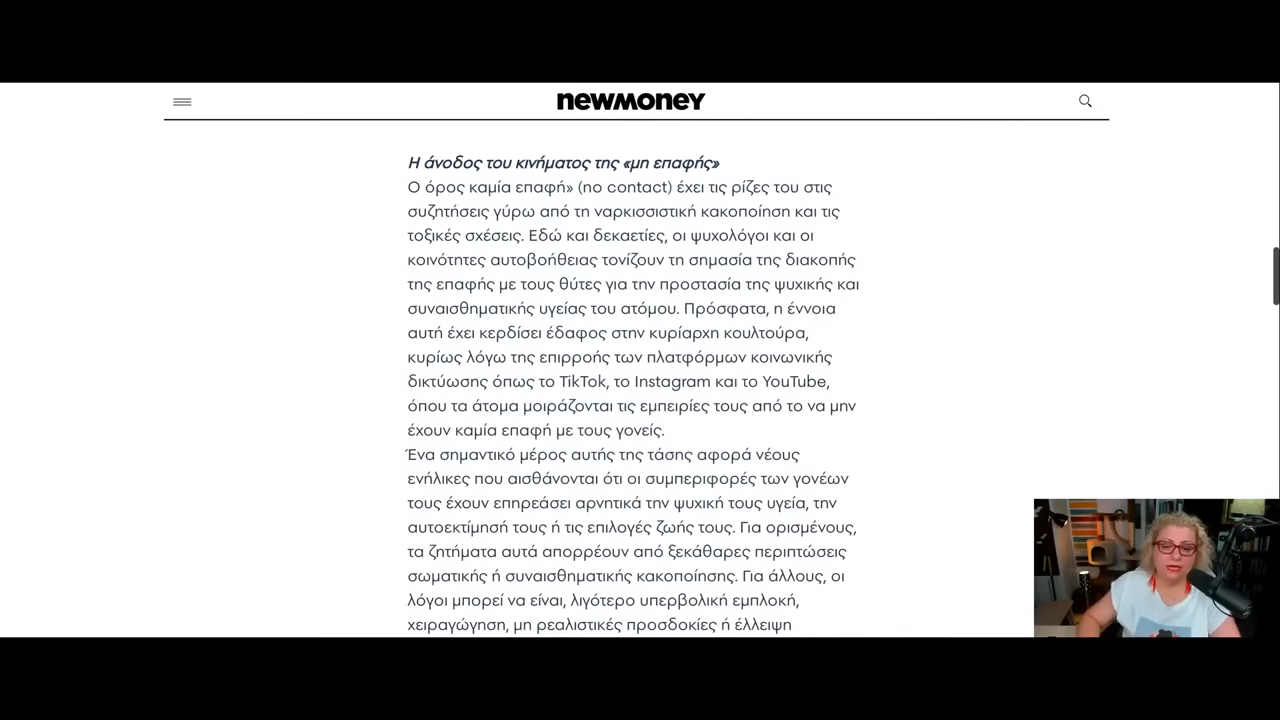 newmoney
Η άνοδος του κινήματος της «μη επαφής»
Ο όρος καμία επαφή» (no contact) έχει τις ρίζες του στις
συζητήσεις γύρω από τη ναρκισσιστική κακοποίηση και τις
τοξικές σχέσεις. Εδώ και δεκαετίες, οι ψυχολόγοι και οι
κοινότητες αυτοβοήθειας τονίζουν τη σημασία της διακοπής
της επαφής με τους θύτες για την προστασία της ψυχικής και
συναισθηματικής υγείας του ατόμου. Πρόσφατα, η έννοια
αυτή έχει κερδίσει έδαφος στην κυρίαρχη κουλτούρα,
κυρίως λόγω της επιρροής των πλατφόρμων κοινωνικής
δικτύωσης όπως το TikTok, το Instagram και το YouTube,
όπου τα άτομα μοιράζονται τις εμπειρίες τους από το να μην
έχουν καμία επαφή με τους γονείς.
Ένα σημαντικό μέρος αυτής της τάσης αφορά νέους
ενήλικες που αισθάνονται ότι οι συμπεριφορές των γονέων
τους έχουν επηρεάσει αρνητικά την ψυχική τους υγεία, την
αυτοεκτίμησή τους ή τις επιλογές ζωής τους. Για ορισμένους,
τα ζητήματα αυτά απορρέουν από ξεκάθαρες περιπτώσεις
σωματικής ή συναισθηματικής κακοποίησης. Για άλλους, οι
λόγοι μπορεί να είναι, λιγότερο υπερβολική εμπλοκή,
χειραγώγηση, μη ρεαλιστικές προσδοκίες ή έλλειψη